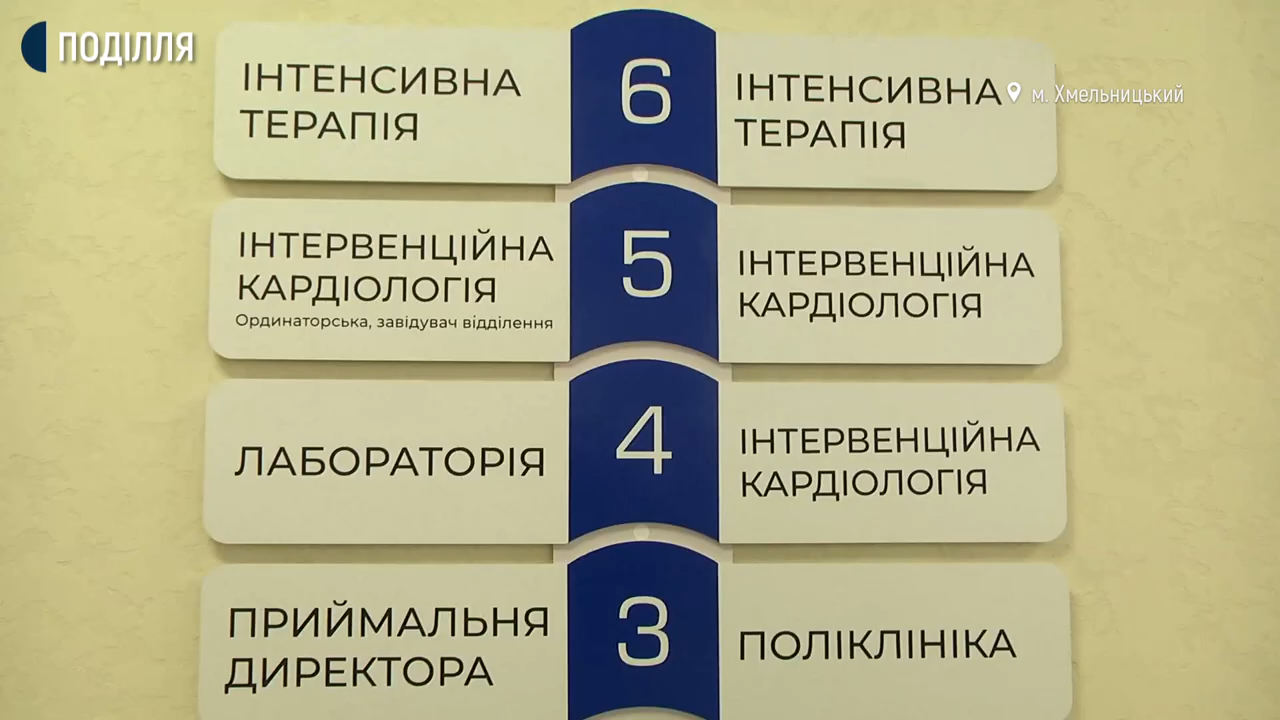 ПОДІЛЛЯ
м. Хмельницький
ІНТЕНСИВНА
ТЕРАПІЯ
6
ІНТЕНСИВНА
ТЕРАПІЯ
ІНТЕРВЕНЦІЙНА
КАРДІОЛОГІЯ
Ординаторська, завідувач відділення
5
ІНТЕРВЕНЦІЙНА
КАРДІОЛОГІЯ
ЛАБОРАТОРІЯ
4
ІНТЕРВЕНЦІЙНА
КАРДІОЛОГІЯ
ПРИЙМАЛЬНЯ
ДИРЕКТОРА
3
ПОЛІКЛІНІКА